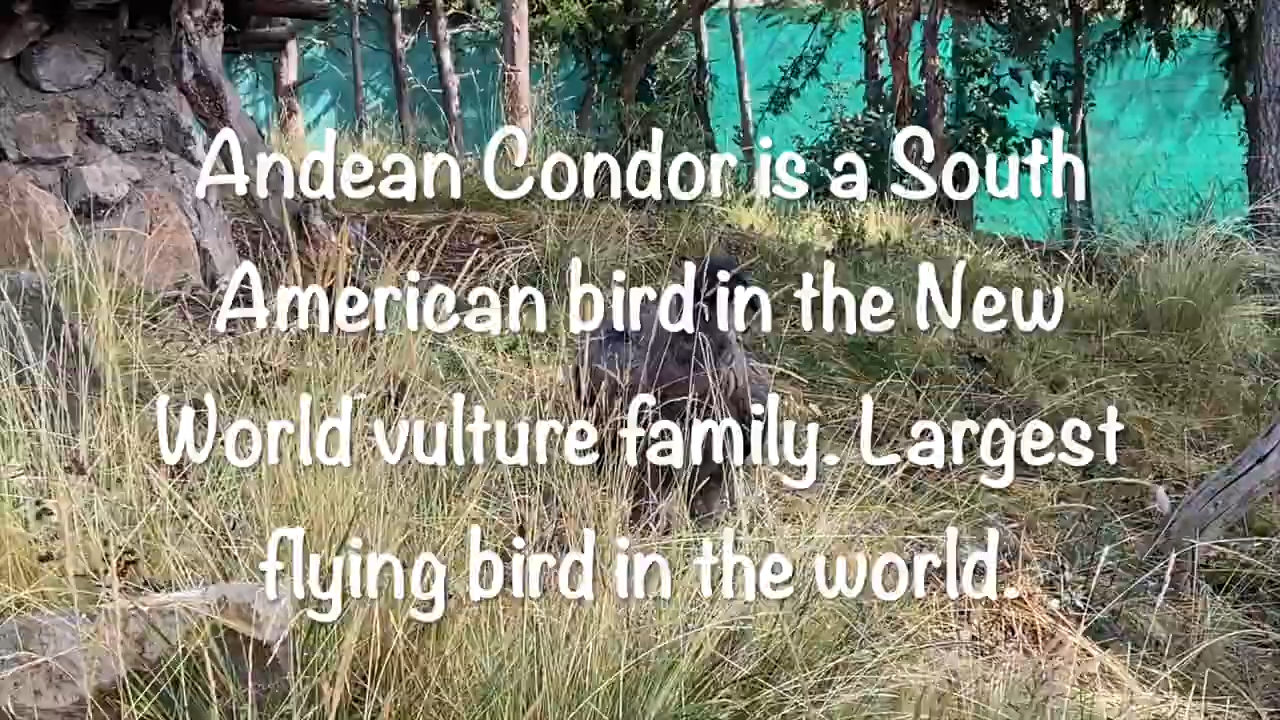 Andean Condor is a South
American bird in the New
World vulture family. Largest
flying bird in the world.